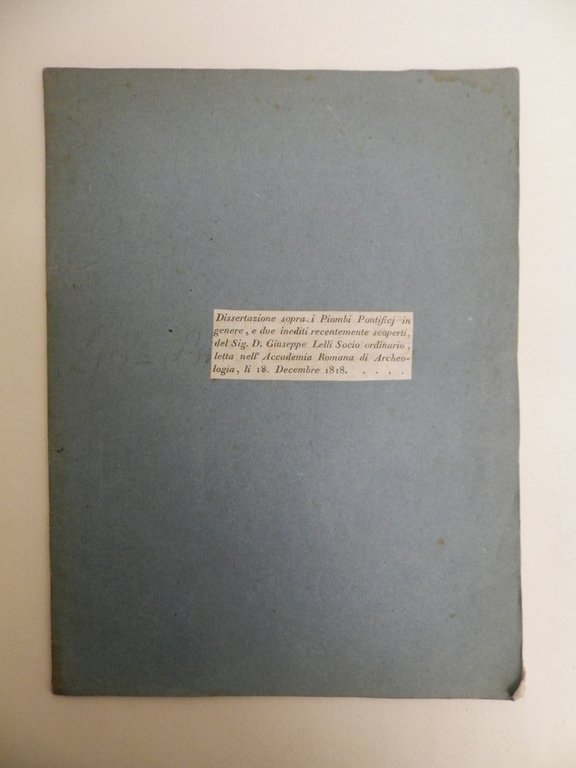 Dissertazione sopra i Piombi Pontificj in
genere, e due inediti recentemente scoperti,
del Sig. D. Giuseppe Lelli Socio ordinario,
letta nell' Accademia Romana di Archeo-
logia, li 18. Decembre 1818. . . . .